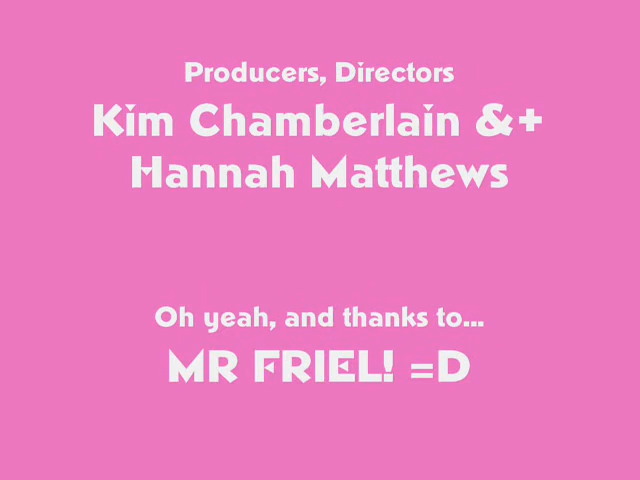 Producers, Directors
Kim Chamberlain &+
Hannah Matthews
Oh yeah, and thanks to...
MR FRIEL! =D